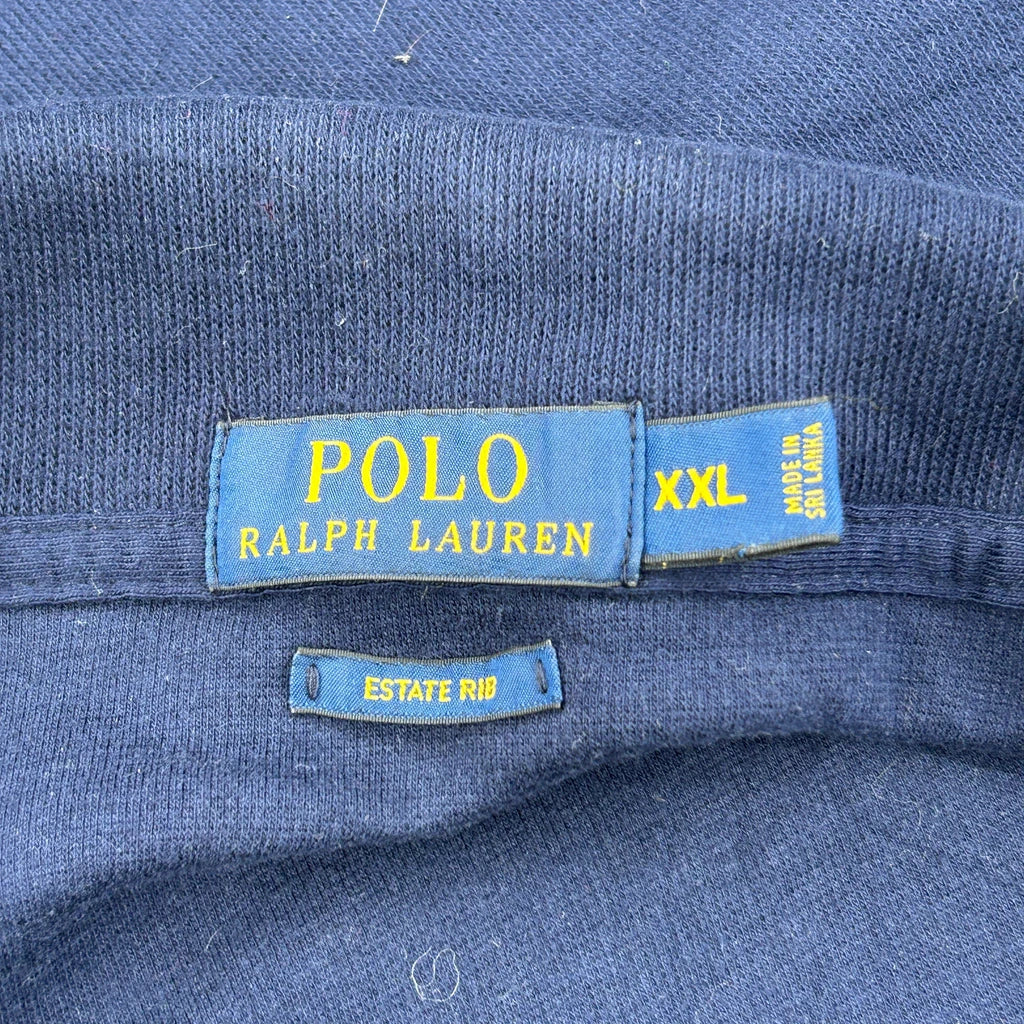 POLO
RALPH LAUREN
XXL
MADE IN
SRI LANKA
ESTATE RIB